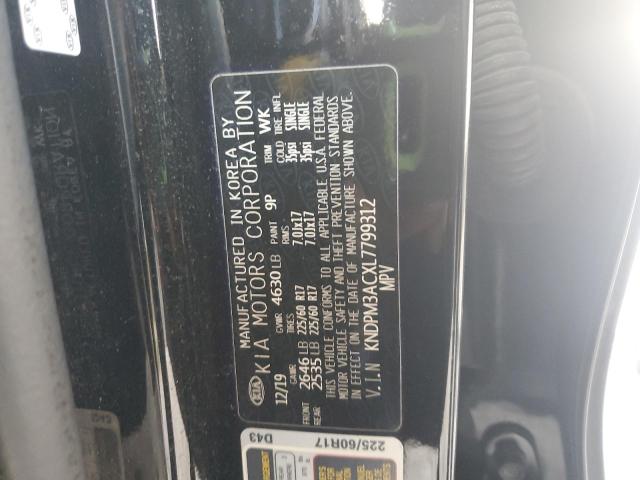 KIA
MANUFACTURED IN KOREA BY
KIA MOTORS CORPORATION
12/19 GVWR 4630 LB PAINT 9P TRIM WK
GAWR TIRES RIMS COLD TIRE INFL
FRONT 2646 LB 225/60 R17 7.0Jx17 35psi SINGLE
REAR 2535 LB 225/60 R17 7.0Jx17 35psi SINGLE
THIS VEHICLE CONFORMS TO ALL APPLICABLE U.S.A. FEDERAL
MOTOR VEHICLE SAFETY AND THEFT PREVENTION STANDARDS
IN EFFECT ON THE DATE OF MANUFACTURE SHOWN ABOVE.
V.I.N KNDPM3ACXL7799312
MPV
225/60R17
D43